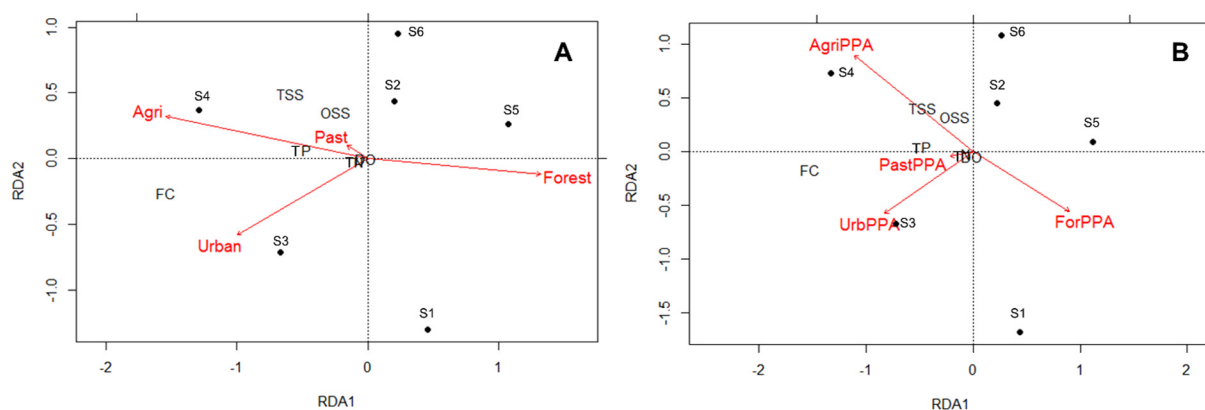 A
S6
S2
S5
S4
TSS
OSS
Agri
Past
TP
TN
DO
Forest
FC
Urban
S3
S1
RDA2
1.0
0.5
0.0
-0.5
-1.0
-2
-1
0
1
RDA1
B
AgriPPA
S6
S4
S2
TSS
OSS
S5
TP
TN
DO
PastPPA
FC
UrbPPA
S3
ForPPA
S1
RDA2
1.0
0.5
0.0
-0.5
-1.0
-1.5
-2
-1
0
1
2
RDA1